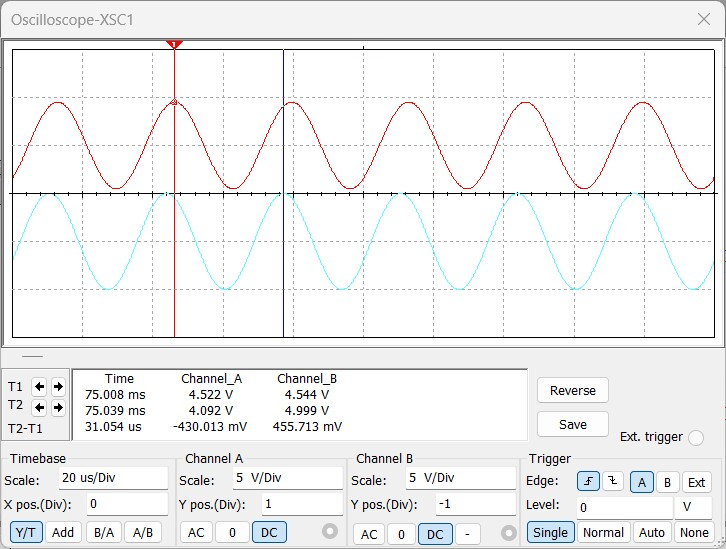 Oscilloscope-XSC1
1
Time Channel_A Channel_B
T1 75.008 ms 4.522 V 4.544 V
T2 75.039 ms 4.092 V 4.999 V
T2-T1 31.054 us -430.013 mV 455.713 mV
Reverse
Save
Ext. trigger
Timebase Channel A Channel B Trigger
Scale: 20 us/Div Scale: 5 V/Div Scale: 5 V/Div Edge: A B Ext
X pos.(Div): 0 Y pos.(Div): 1 Y pos.(Div): -1 Level: 0 V
Y/T Add B/A A/B AC 0 DC AC 0 DC - Single Normal Auto None